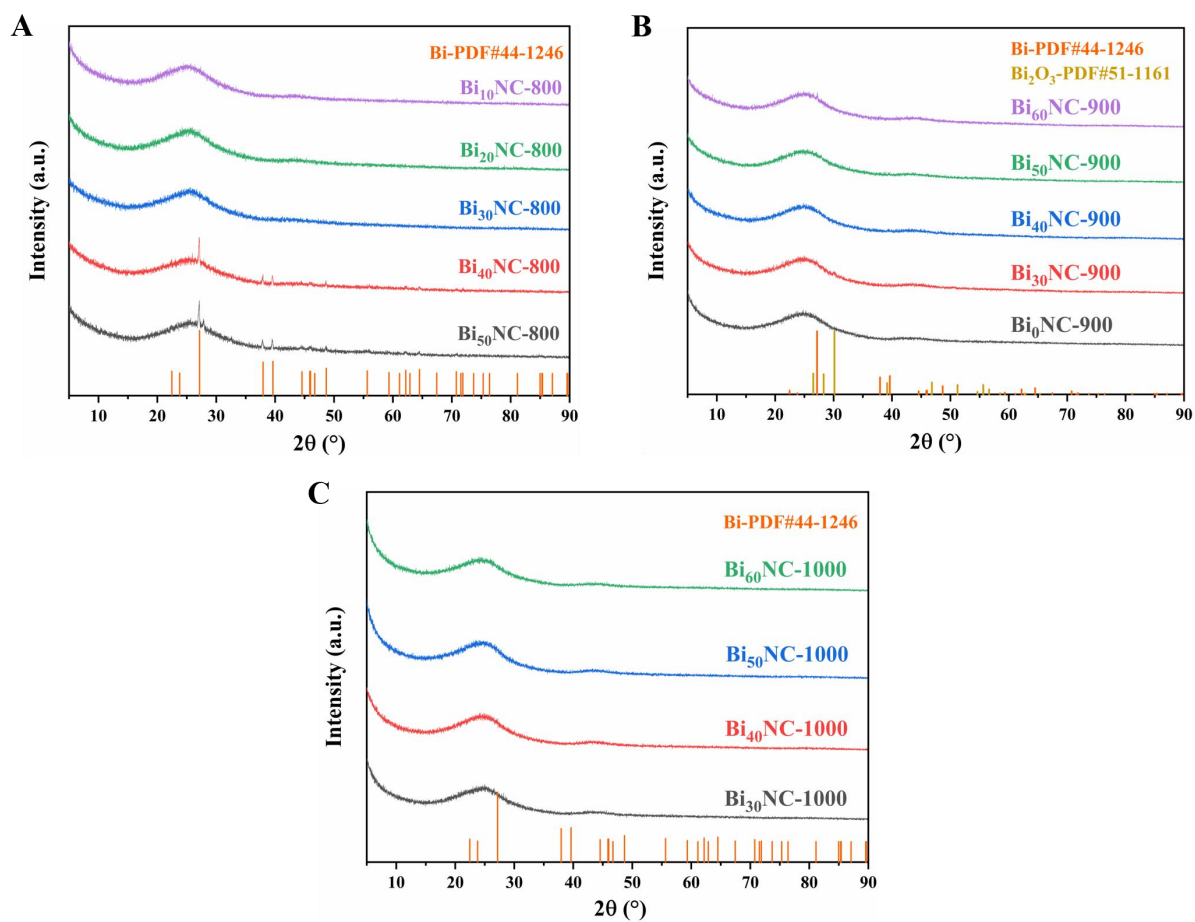 A
Bi-PDF#44-1246
Bi₁₀NC-800
Bi₂₀NC-800
Bi₃₀NC-800
Bi₄₀NC-800
Bi₅₀NC-800
Intensity (a.u.)
10 20 30 40 50 60 70 80 90
2θ (°)
B
Bi-PDF#44-1246
Bi₂O₃-PDF#51-1161
Bi₆₀NC-900
Bi₅₀NC-900
Bi₄₀NC-900
Bi₃₀NC-900
Bi₀NC-900
Intensity (a.u.)
10 20 30 40 50 60 70 80 90
2θ (°)
C
Bi-PDF#44-1246
Bi₆₀NC-1000
Bi₅₀NC-1000
Bi₄₀NC-1000
Bi₃₀NC-1000
Intensity (a.u.)
10 20 30 40 50 60 70 80 90
2θ (°)